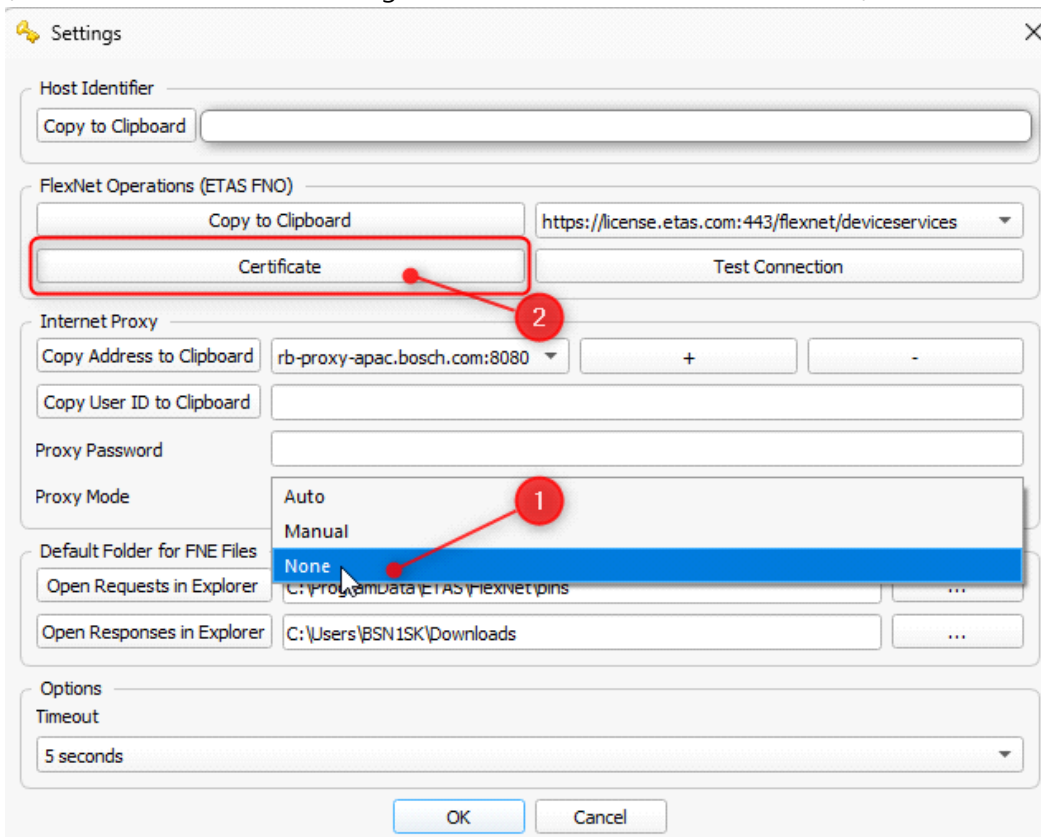 Settings
Host Identifier
Copy to Clipboard
FlexNet Operations (ETAS FNO)
Copy to Clipboard https://license.etas.com:443/flexnet/deviceservices
Certificate Test Connection
2
Internet Proxy
Copy Address to Clipboard rb-proxy-apac.bosch.com:8080 + -
Copy User ID to Clipboard
Proxy Password
Proxy Mode Auto 1
Manual
Default Folder for FNE Files
None
Open Requests in Explorer C:\ProgramData\ETAS\FlexNet\bins ...
Open Responses in Explorer C:\Users\BSN1SK\Downloads ...
Options
Timeout
5 seconds
OK Cancel